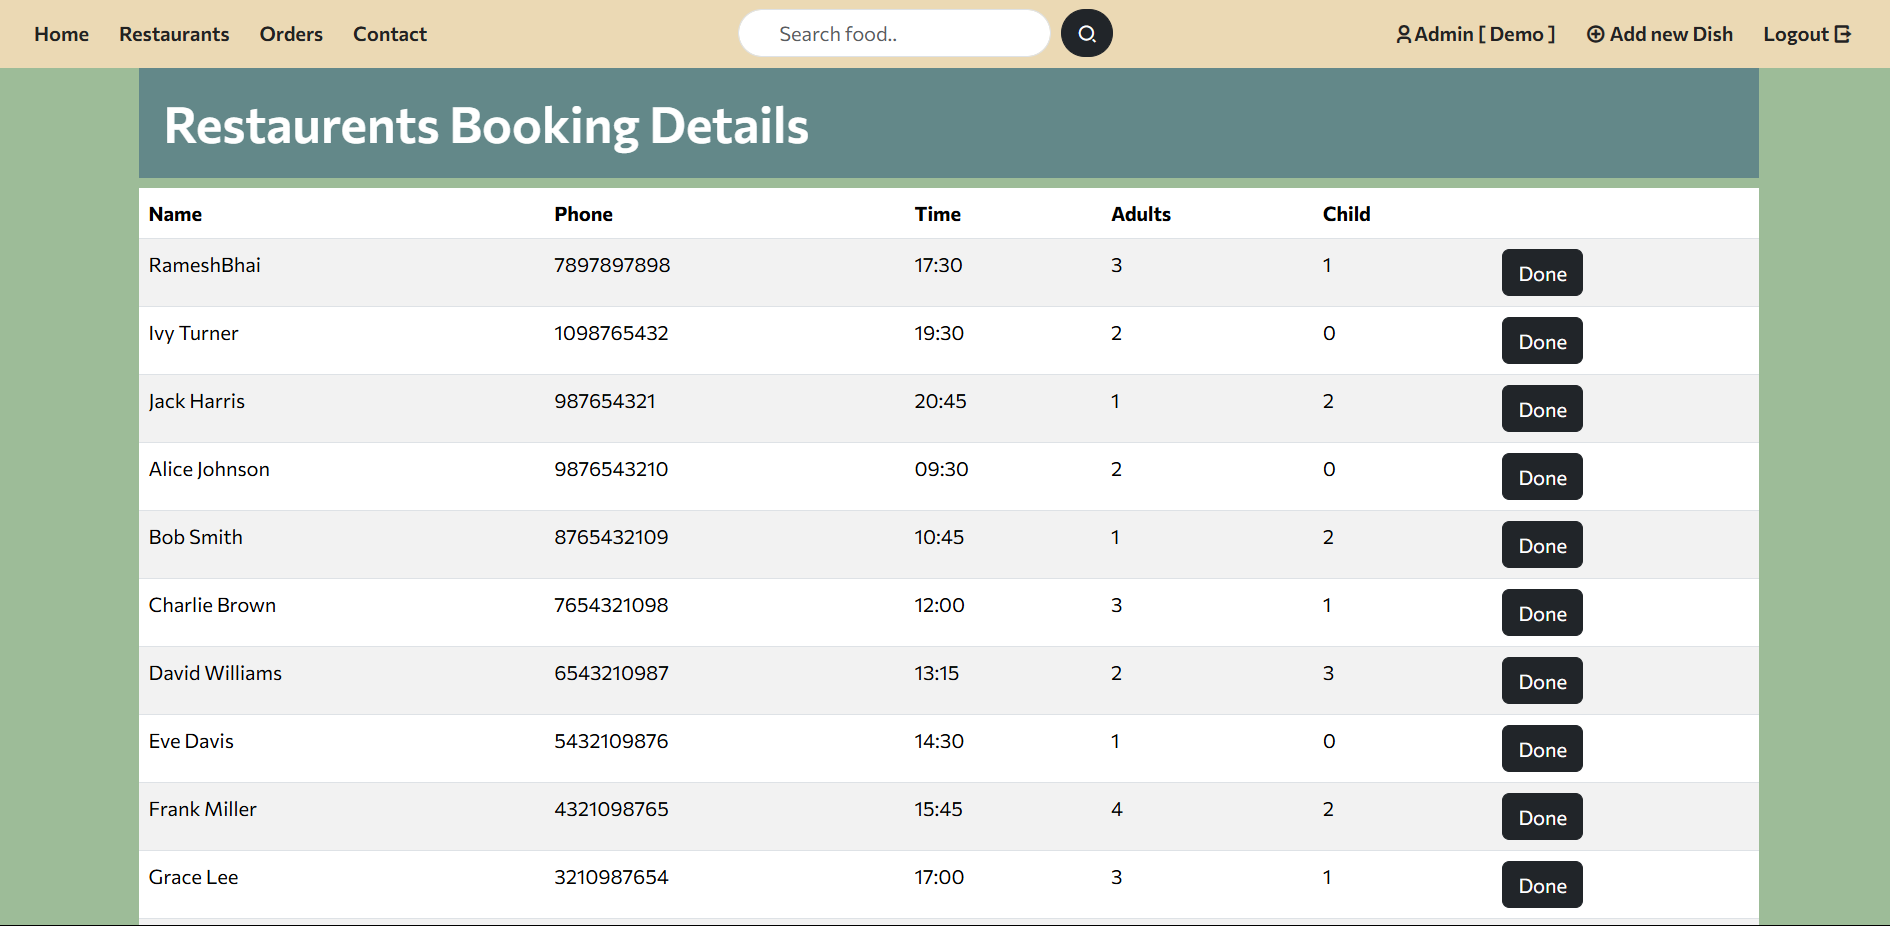 Home Restaurants Orders Contact Search food.. Admin [ Demo ] Add new Dish Logout
Restaurents Booking Details
Name Phone Time Adults Child
RameshBhai 7897897898 17:30 3 1 Done
Ivy Turner 1098765432 19:30 2 0 Done
Jack Harris 987654321 20:45 1 2 Done
Alice Johnson 9876543210 09:30 2 0 Done
Bob Smith 8765432109 10:45 1 2 Done
Charlie Brown 7654321098 12:00 3 1 Done
David Williams 6543210987 13:15 2 3 Done
Eve Davis 5432109876 14:30 1 0 Done
Frank Miller 4321098765 15:45 4 2 Done
Grace Lee 3210987654 17:00 3 1 Done